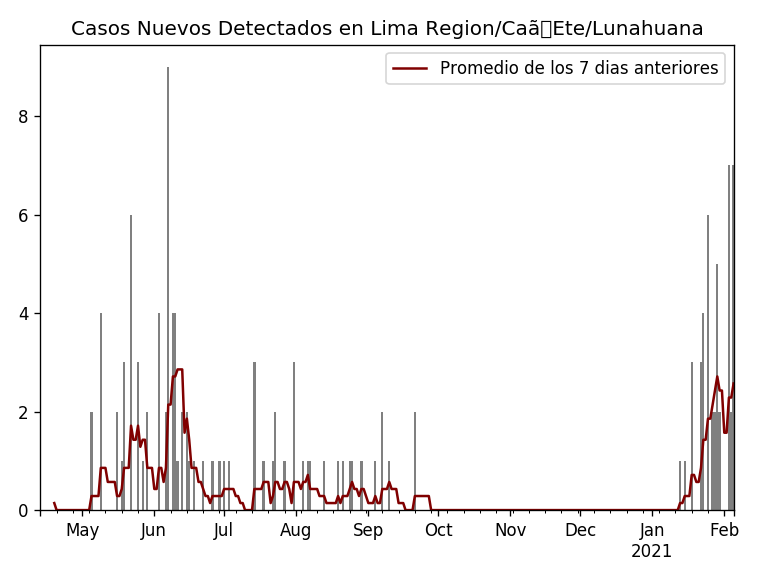 Casos Nuevos Detectados en Lima Region/Caã▯Ete/Lunahuana
Promedio de los 7 dias anteriores
8
6
4
2
0
May Jun Jul Aug Sep Oct Nov Dec Jan Feb
2021